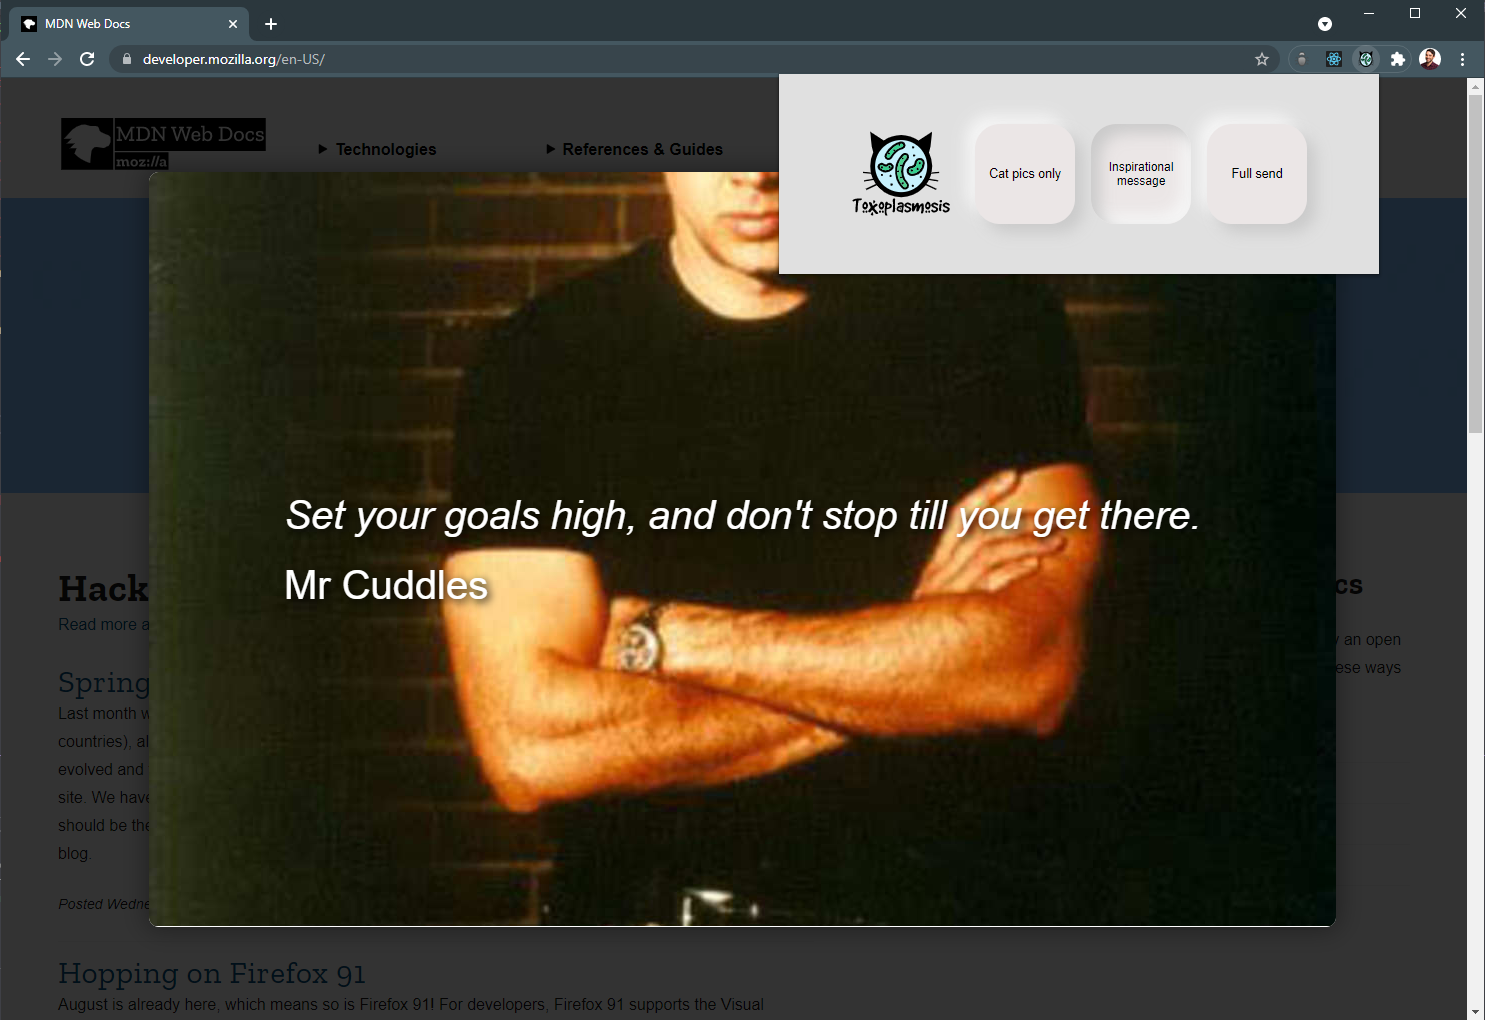 MDN Web Docs
developer.mozilla.org/en-US/
MDN Web Docs
moz://a
Technologies
References & Guides
Toxoplasmosis
Cat pics only
Inspirational
message
Full send
Set your goals high, and don't stop till you get there.
Mr Cuddles
Hack
cs
Read more a
an open
ese ways
Spring
Last month w
countries), al
evolved and
site. We have
should be the
blog.
Posted Wedne
Hopping on Firefox 91
August is already here, which means so is Firefox 91! For developers, Firefox 91 supports the Visual